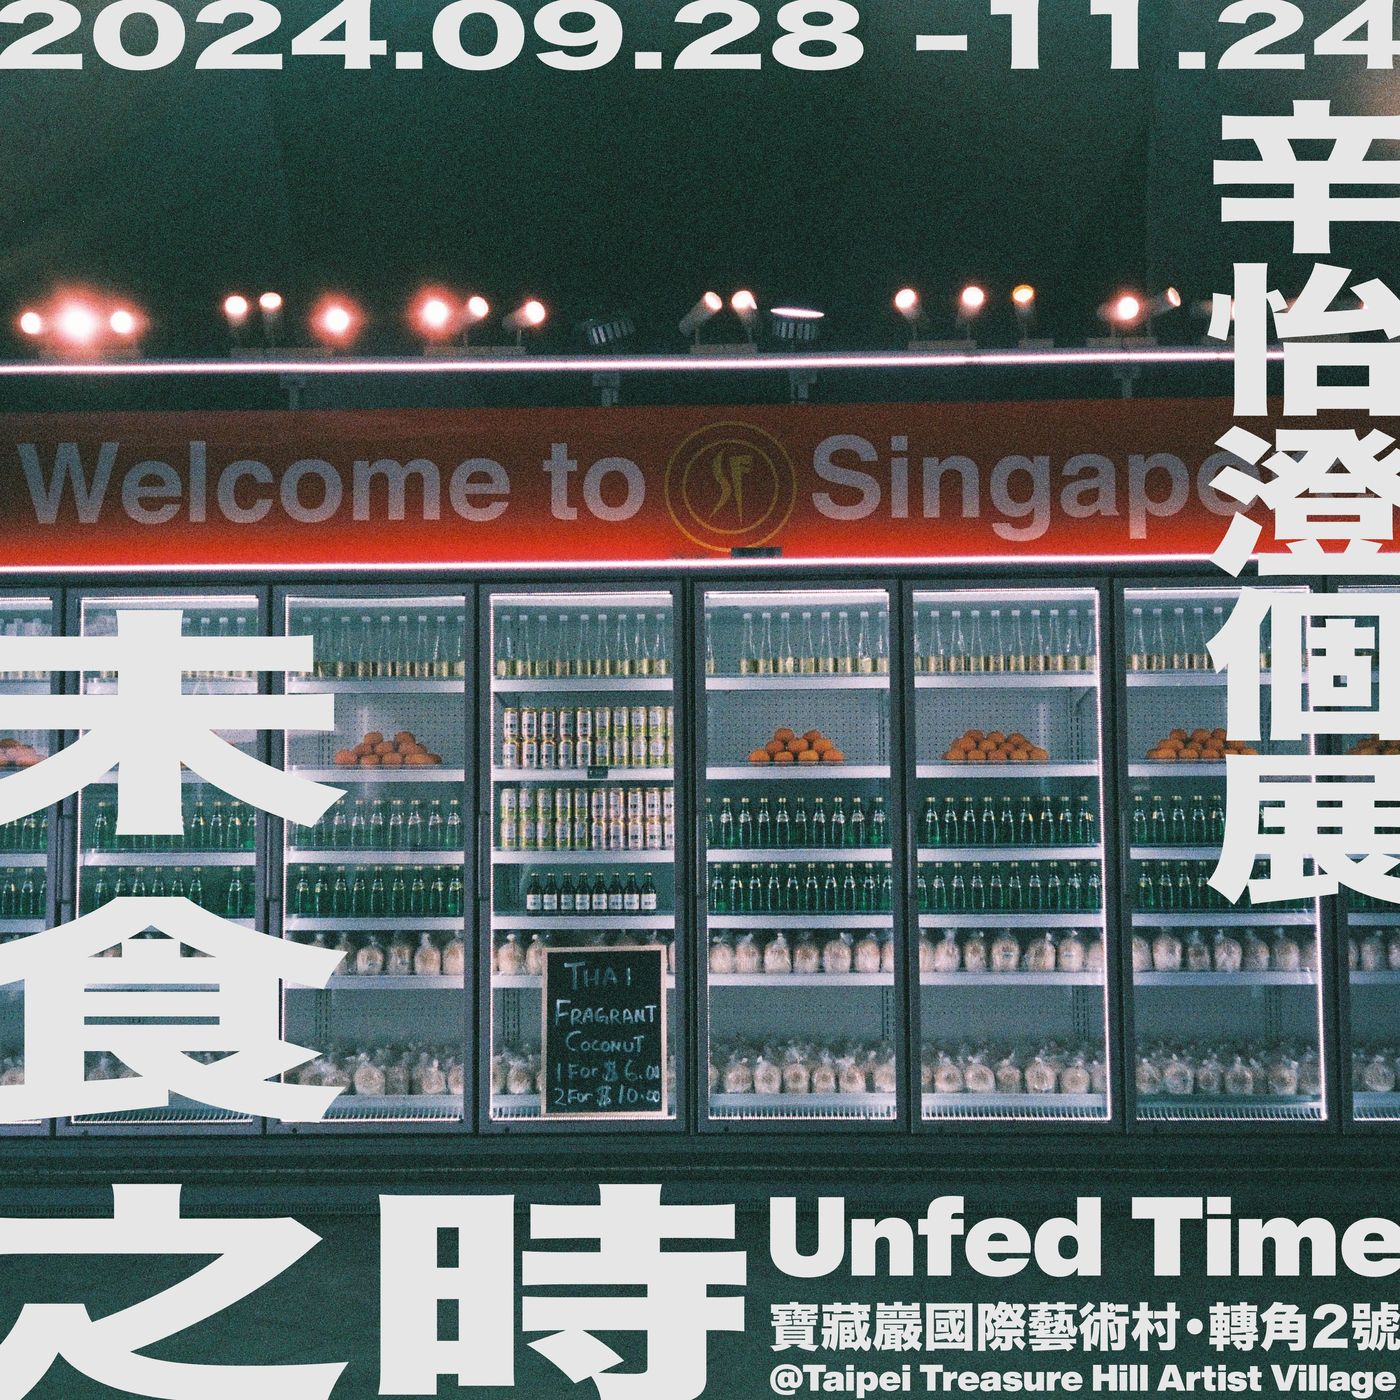 2024.09.28 - 11.24
辛怡澄個展
Welcome to SF Singapo
未食之時
THAI
FRAGRANT
COCONUT
1 FOR $6.00
2 FOR $10.00
Unfed Time
寶藏巖國際藝術村·轉角2號
@Taipei Treasure Hill Artist Village